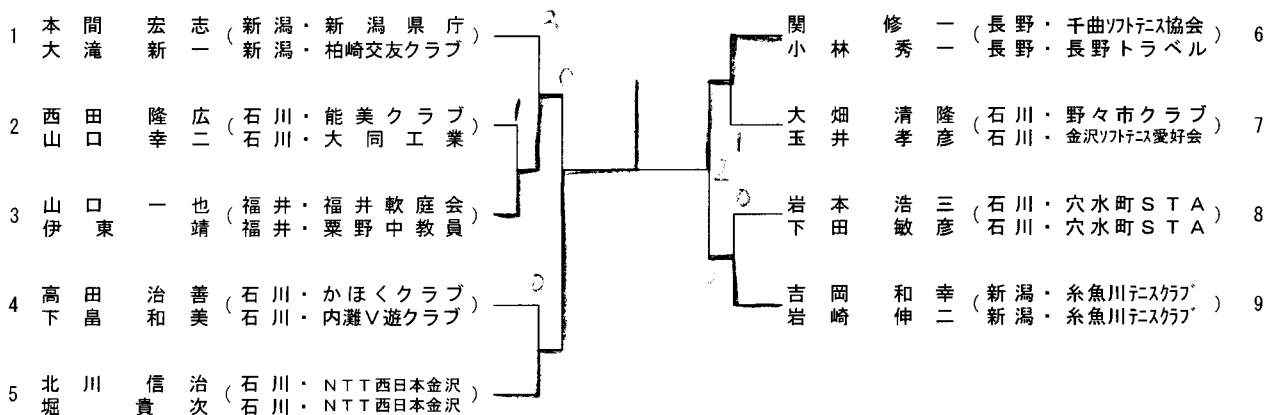 1 本間 宏志 (新潟・新潟県庁)
大滝 新一 新潟・柏崎交友クラブ
2 西田 隆広 (石川・能美クラブ)
山口 幸二 石川・大同工業
3 山口 一也 (福井・福井軟庭会)
伊東 靖 福井・粟野中教員
4 高田 治善 (石川・かほくクラブ)
下畠 和美 石川・内灘V遊クラブ
5 北川 信治 (石川・NTT西日本金沢)
堀 貴次 石川・NTT西日本金沢
関 修一 (長野・千曲ソフトテニス協会) 6
小林 秀一 長野・長野トラベル
大畑 清隆 (石川・野々市クラブ) 7
玉井 孝彦 石川・金沢ソフトテニス愛好会
岩本 浩三 (石川・穴水町STA) 8
下田 敏彦 石川・穴水町STA
吉岡 和幸 (新潟・糸魚川テニスクラブ) 9
岩崎 伸二 新潟・糸魚川テニスクラブ
2
0
0
1
2
0